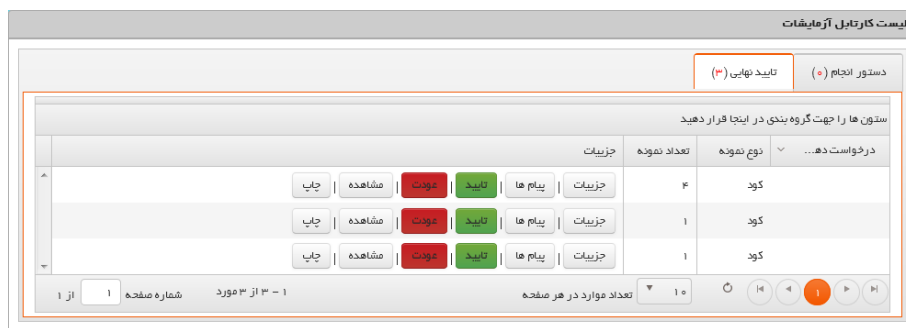 لیست کارتابل آزمایشات
دستور انجام (۰) تایید نهایی (۳)
ستون ها را جهت گروه بندی در اینجا قرار دهید
درخواست ده... نوع نمونه تعداد نمونه جزییات
کود ۴ جزییات | پیام ها | تایید | عودت | مشاهده | چاپ
کود ۱ جزییات | پیام ها | تایید | عودت | مشاهده | چاپ
کود ۱ جزییات | پیام ها | تایید | عودت | مشاهده | چاپ
۱ ۱۰ تعداد موارد در هر صفحه ۱ - ۳ از ۳ مورد شماره صفحه ۱ از ۱